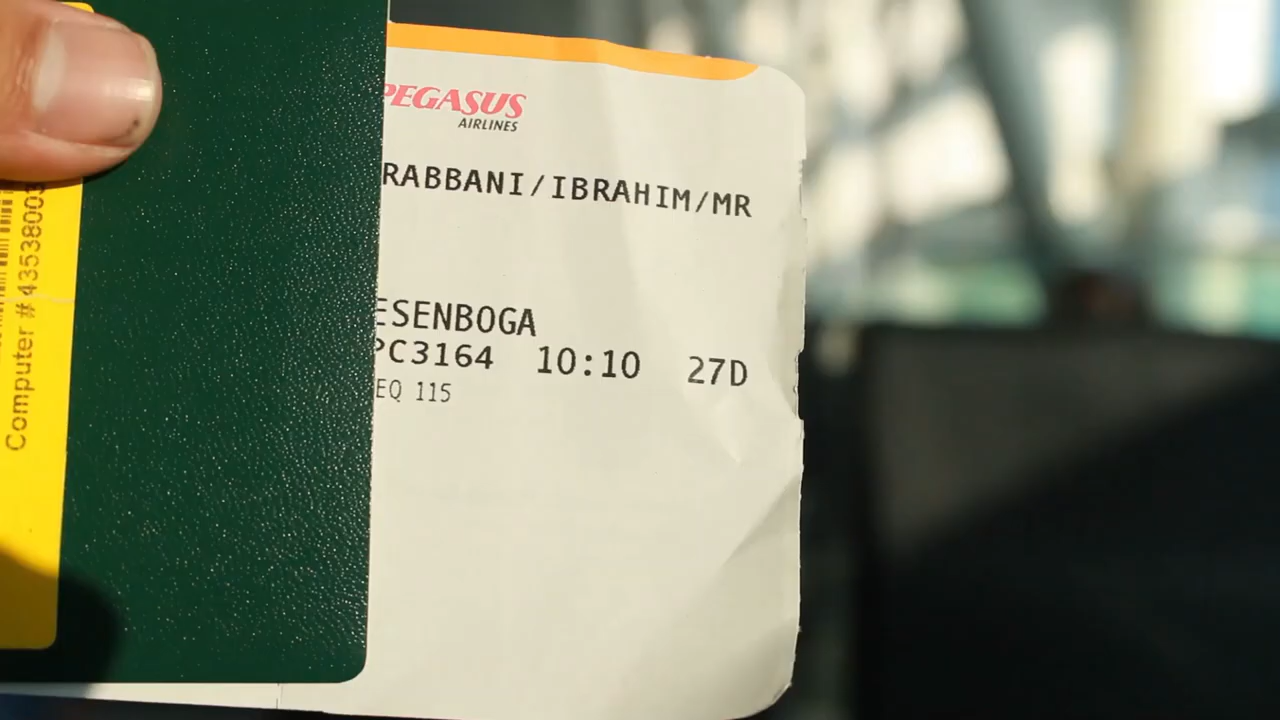 PEGASUS
AIRLINES
RABBANI/IBRAHIM/MR
ESENBOGA
PC3164 10:10 27D
EQ 115
Computer # 43538003